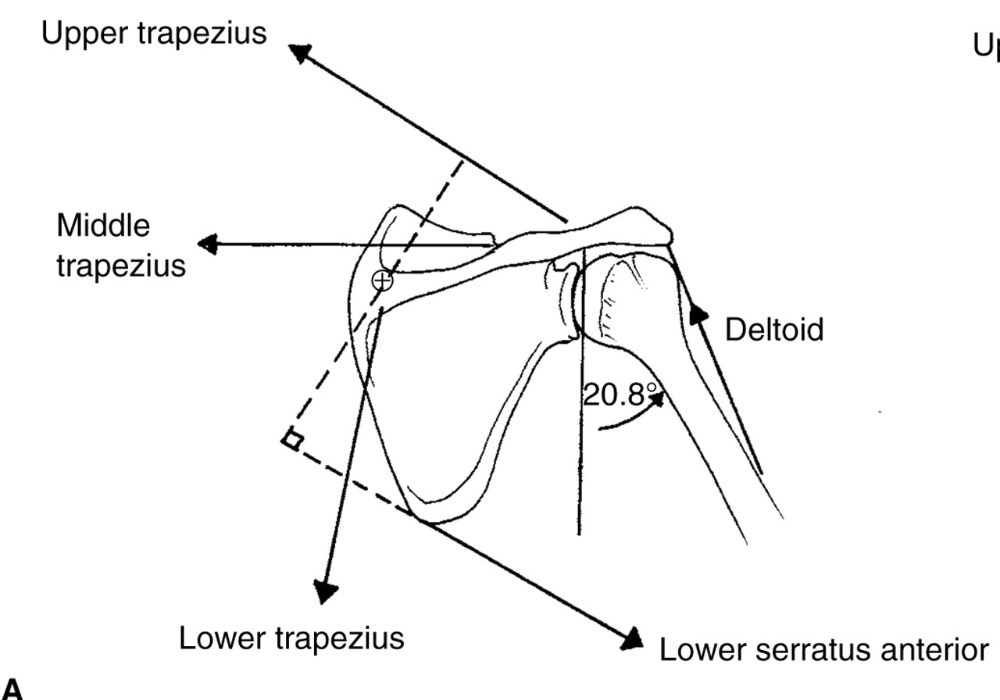 Upper trapezius
Middle
trapezius
Deltoid
20.8°
Lower trapezius
Lower serratus anterior
A